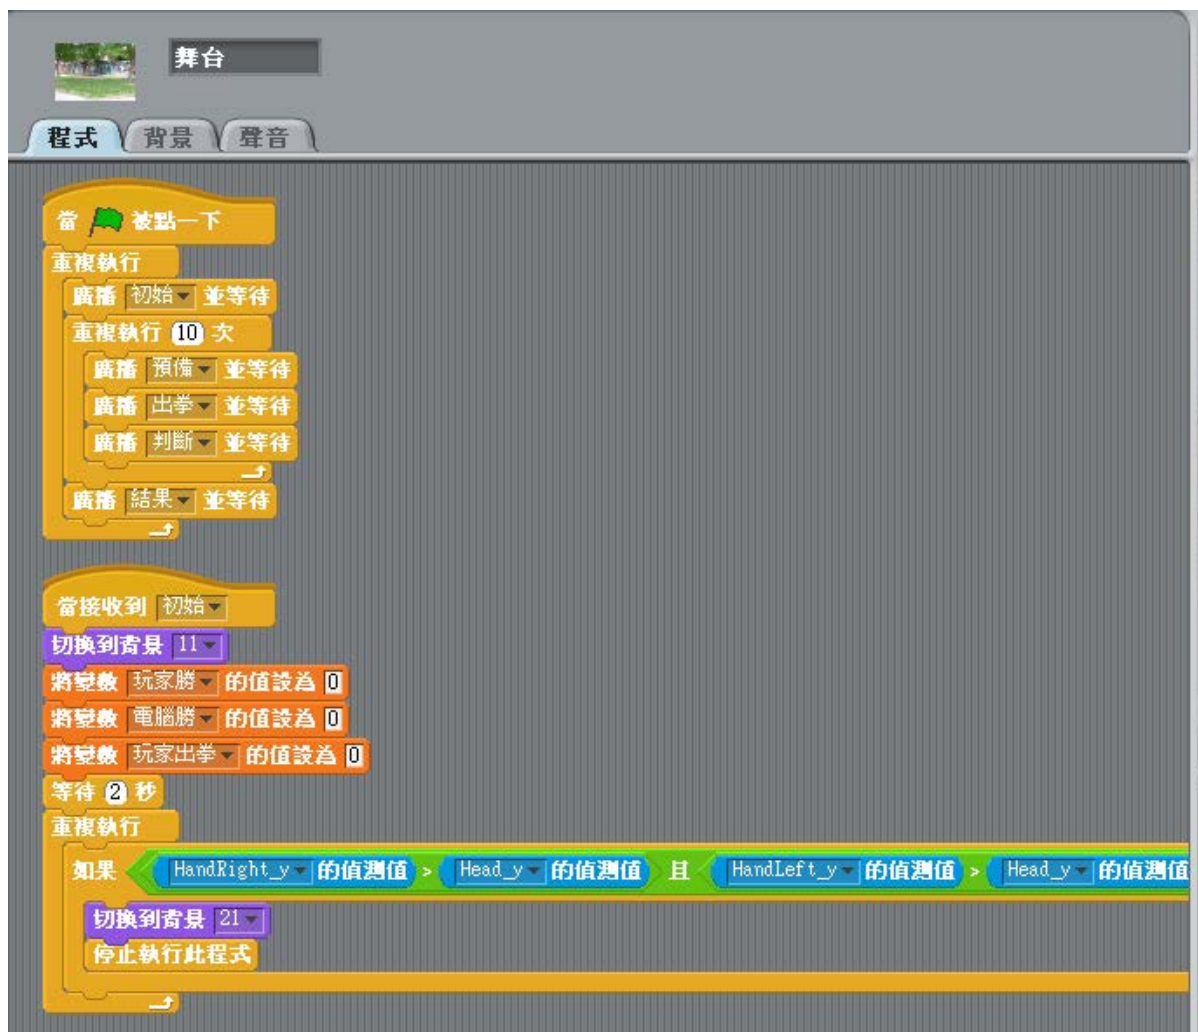 舞台
程式 背景 聲音
當 被點一下
重複執行
廣播 初始 並等待
重複執行 10 次
廣播 預備 並等待
廣播 出拳 並等待
廣播 判斷 並等待
廣播 結果 並等待
當接收到 初始
切換到背景 11
將變數 玩家勝 的值設為 0
將變數 電腦勝 的值設為 0
將變數 玩家出拳 的值設為 0
等待 2 秒
重複執行
如果 HandRight_y 的偵測值 > Head_y 的偵測值 且 HandLeft_y 的偵測值 > Head_y 的偵測值
切換到背景 21
停止執行此程式